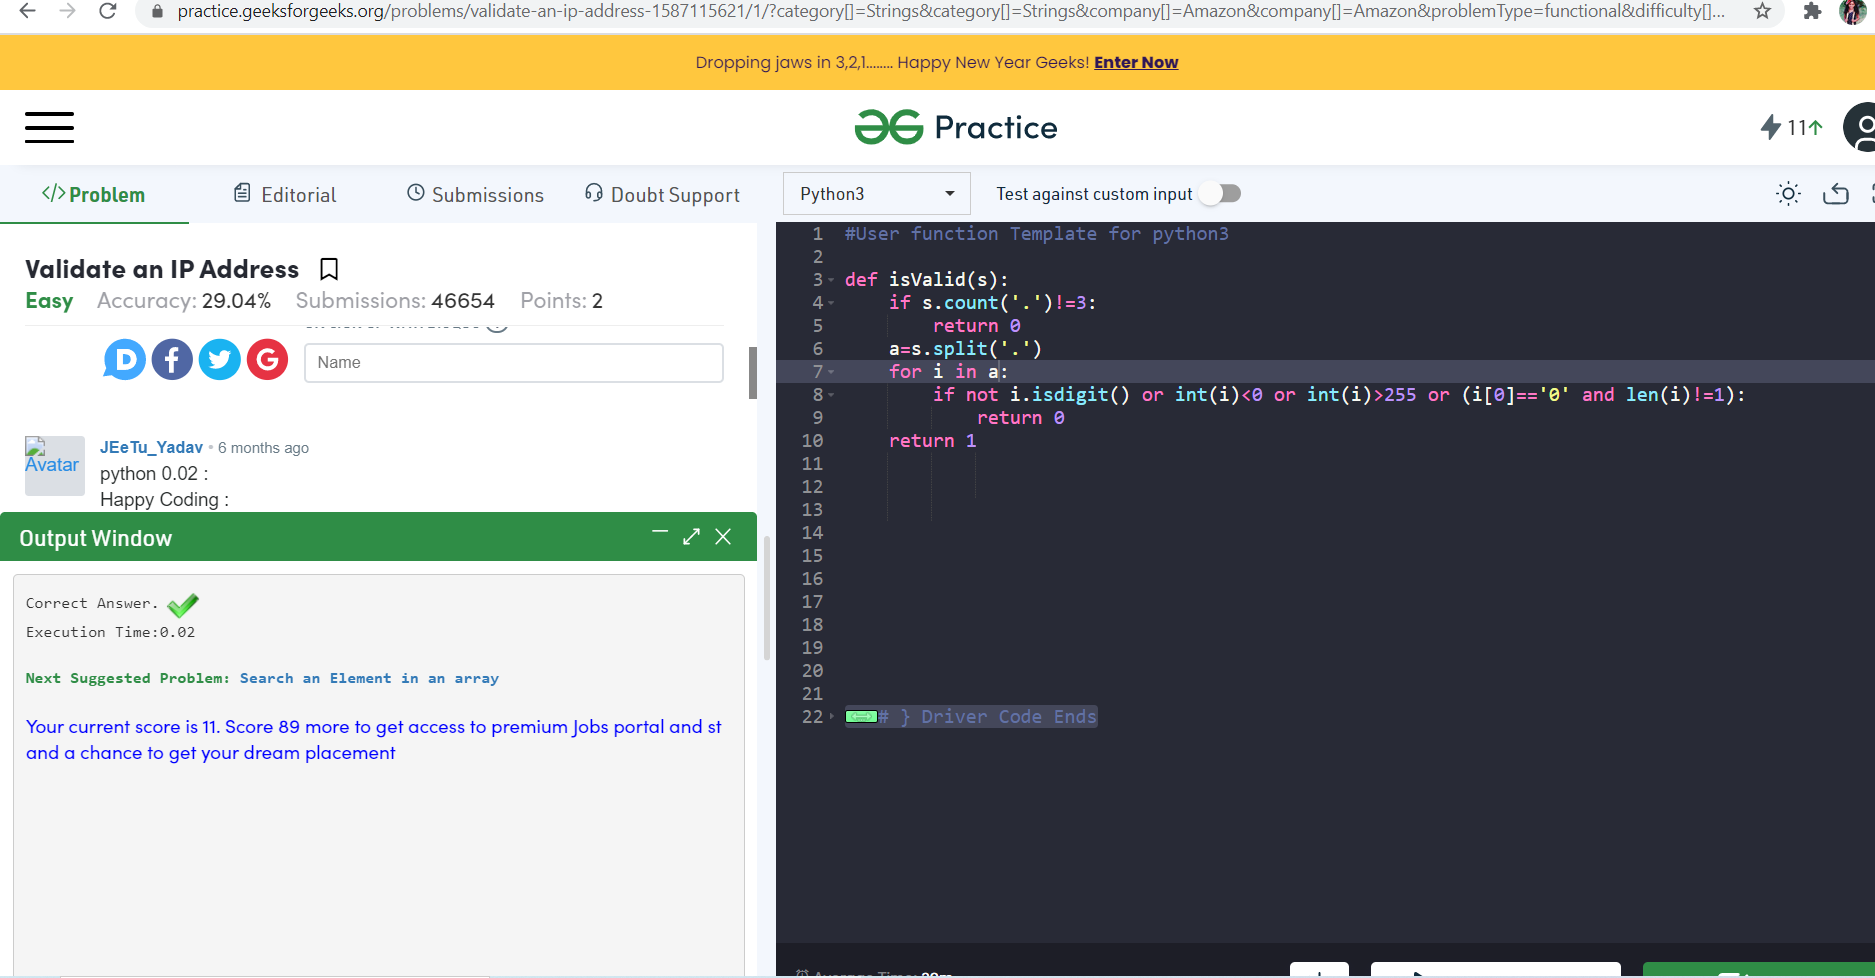 practice.geeksforgeeks.org/problems/validate-an-ip-address-1587115621/1/?category[]=Strings&category[]=Strings&company[]=Amazon&company[]=Amazon&problemType=functional&difficulty[]...
Dropping jaws in 3,2,1........ Happy New Year Geeks! Enter Now
Practice
11↑
</>Problem
Editorial
Submissions
Doubt Support
Python3
Test against custom input
Validate an IP Address
Easy Accuracy: 29.04% Submissions: 46654 Points: 2
Name
Avatar
JEeTu_Yadav • 6 months ago
python 0.02 :
Happy Coding :
Output Window
Correct Answer.
Execution Time:0.02
Next Suggested Problem: Search an Element in an array
Your current score is 11. Score 89 more to get access to premium Jobs portal and st
and a chance to get your dream placement
1 #User function Template for python3
2
3 def isValid(s):
4     if s.count('.')!=3:
5         return 0
6     a=s.split('.')
7     for i in a:
8         if not i.isdigit() or int(i)<0 or int(i)>255 or (i[0]=='0' and len(i)!=1):
9             return 0
10     return 1
11
12
13
14
15
16
17
18
19
20
21
22 # } Driver Code Ends
Average Time: